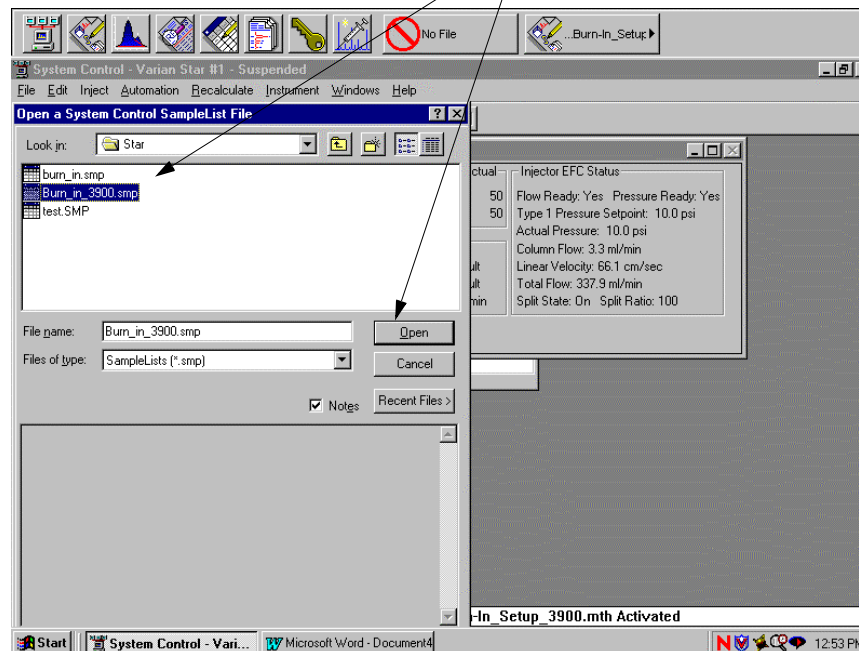 No File
...Burn-In_Setup
System Control - Varian Star #1 - Suspended
File Edit Inject Automation Recalculate Instrument Windows Help
Open a System Control SampleList File
Look in: Star
burn_in.smp
Burn_in_3900.smp
test.SMP
File name: Burn_in_3900.smp
Open
Files of type: SampleLists (*.smp)
Cancel
Notes
Recent Files >
ctual
50
50
ult
ult
min
Injector EFC Status
Flow Ready: Yes Pressure Ready: Yes
Type 1 Pressure Setpoint: 10.0 psi
Actual Pressure: 10.0 psi
Column Flow: 3.3 ml/min
Linear Velocity: 66.1 cm/sec
Total Flow: 337.9 ml/min
Split State: On Split Ratio: 100
-In_Setup_3900.mth Activated
Start
System Control - Vari...
Microsoft Word - Document4
12:53 PM